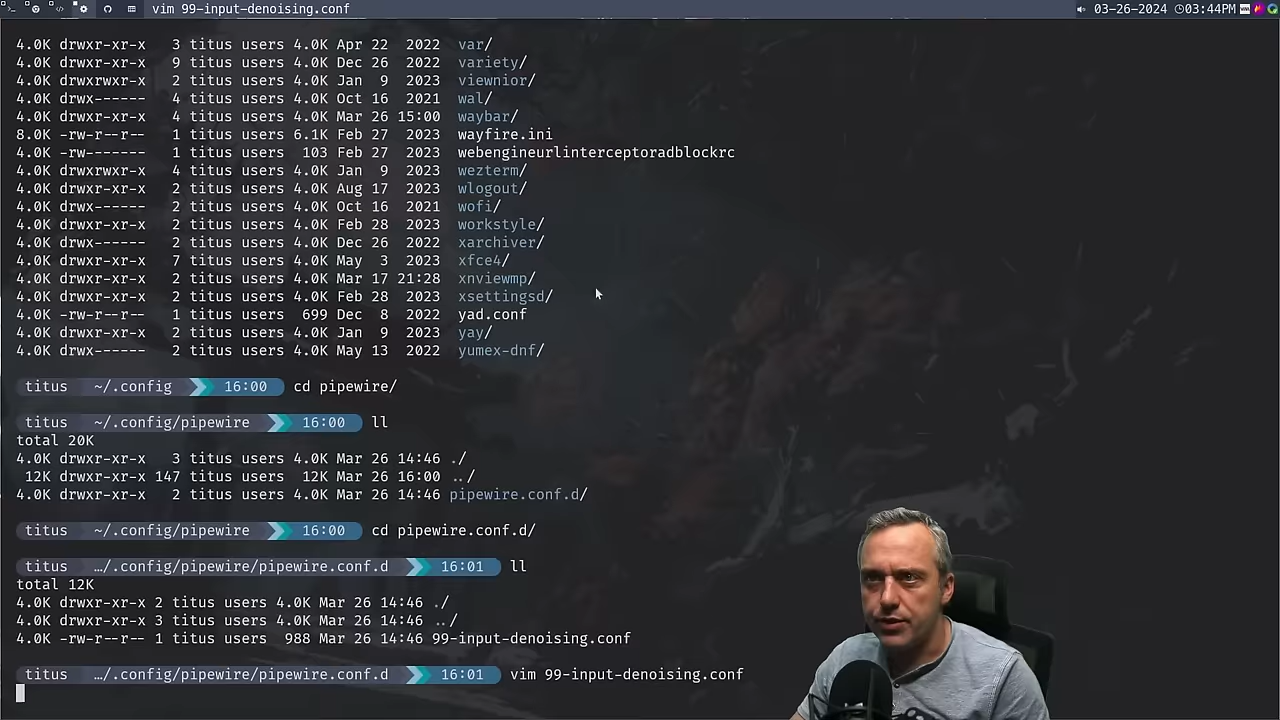 vim 99-input-denoising.conf 03-26-2024 03:44PM
4.0K drwxr-xr-x 3 titus users 4.0K Apr 22 2022 var/
4.0K drwxr-xr-x 9 titus users 4.0K Dec 26 2022 variety/
4.0K drwxrwxr-x 2 titus users 4.0K Jan 9 2023 viewnior/
4.0K drwx------ 4 titus users 4.0K Oct 16 2021 wal/
4.0K drwxr-xr-x 4 titus users 4.0K Mar 26 15:00 waybar/
8.0K -rw-r--r-- 1 titus users 6.1K Feb 27 2023 wayfire.ini
4.0K -rw------- 1 titus users 103 Feb 27 2023 webengineurlinterceptoradblockrc
4.0K drwxrwxr-x 4 titus users 4.0K Jan 9 2023 wezterm/
4.0K drwxr-xr-x 2 titus users 4.0K Aug 17 2023 wlogout/
4.0K drwx------ 2 titus users 4.0K Oct 16 2021 wofi/
4.0K drwxr-xr-x 2 titus users 4.0K Feb 28 2023 workstyle/
4.0K drwx------ 2 titus users 4.0K Dec 26 2022 xarchiver/
4.0K drwxr-xr-x 7 titus users 4.0K May 3 2023 xfce4/
4.0K drwxr-xr-x 2 titus users 4.0K Mar 17 21:28 xnviewmp/
4.0K drwxr-xr-x 2 titus users 4.0K Feb 28 2023 xsettingsd/
4.0K -rw-r--r-- 1 titus users 699 Dec 8 2022 yad.conf
4.0K drwxr-xr-x 2 titus users 4.0K Jan 9 2023 yay/
4.0K drwx------ 2 titus users 4.0K May 13 2022 yumex-dnf/
titus ~/.config 16:00 cd pipewire/
titus ~/.config/pipewire 16:00 ll
total 20K
4.0K drwxr-xr-x 3 titus users 4.0K Mar 26 14:46 ./
12K drwxr-xr-x 147 titus users 12K Mar 26 16:00 ../
4.0K drwxr-xr-x 2 titus users 4.0K Mar 26 14:46 pipewire.conf.d/
titus ~/.config/pipewire 16:00 cd pipewire.conf.d/
titus …/.config/pipewire/pipewire.conf.d 16:01 ll
total 12K
4.0K drwxr-xr-x 2 titus users 4.0K Mar 26 14:46 ./
4.0K drwxr-xr-x 3 titus users 4.0K Mar 26 14:46 ../
4.0K -rw-r--r-- 1 titus users 988 Mar 26 14:46 99-input-denoising.conf
titus …/.config/pipewire/pipewire.conf.d 16:01 vim 99-input-denoising.conf